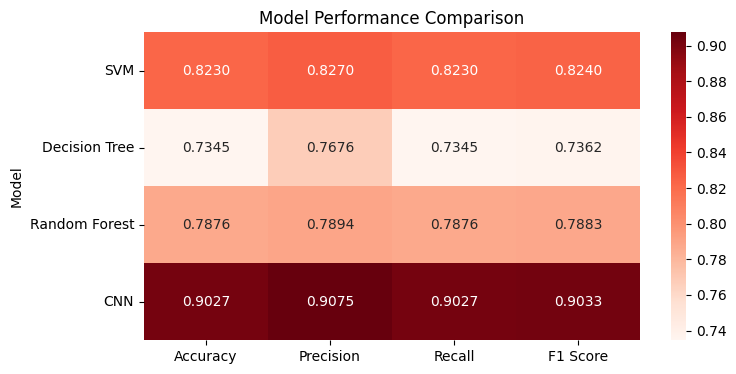 Model Performance Comparison
Model
SVM 0.8230 0.8270 0.8230 0.8240
Decision Tree 0.7345 0.7676 0.7345 0.7362
Random Forest 0.7876 0.7894 0.7876 0.7883
CNN 0.9027 0.9075 0.9027 0.9033
Accuracy Precision Recall F1 Score
0.90
0.88
0.86
0.84
0.82
0.80
0.78
0.76
0.74